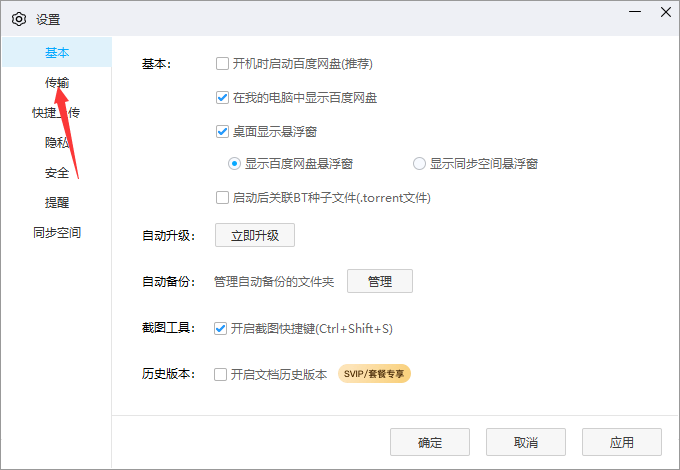 设置
基本
传输
快捷上传
隐私
安全
提醒
同步空间
基本：
开机时启动百度网盘(推荐)
在我的电脑中显示百度网盘
桌面显示悬浮窗
显示百度网盘悬浮窗
显示同步空间悬浮窗
启动后关联BT种子文件(.torrent文件)
自动升级：
立即升级
自动备份：
管理自动备份的文件夹
管理
截图工具：
开启截图快捷键(Ctrl+Shift+S)
历史版本：
开启文档历史版本
SVIP/套餐专享
确定
取消
应用